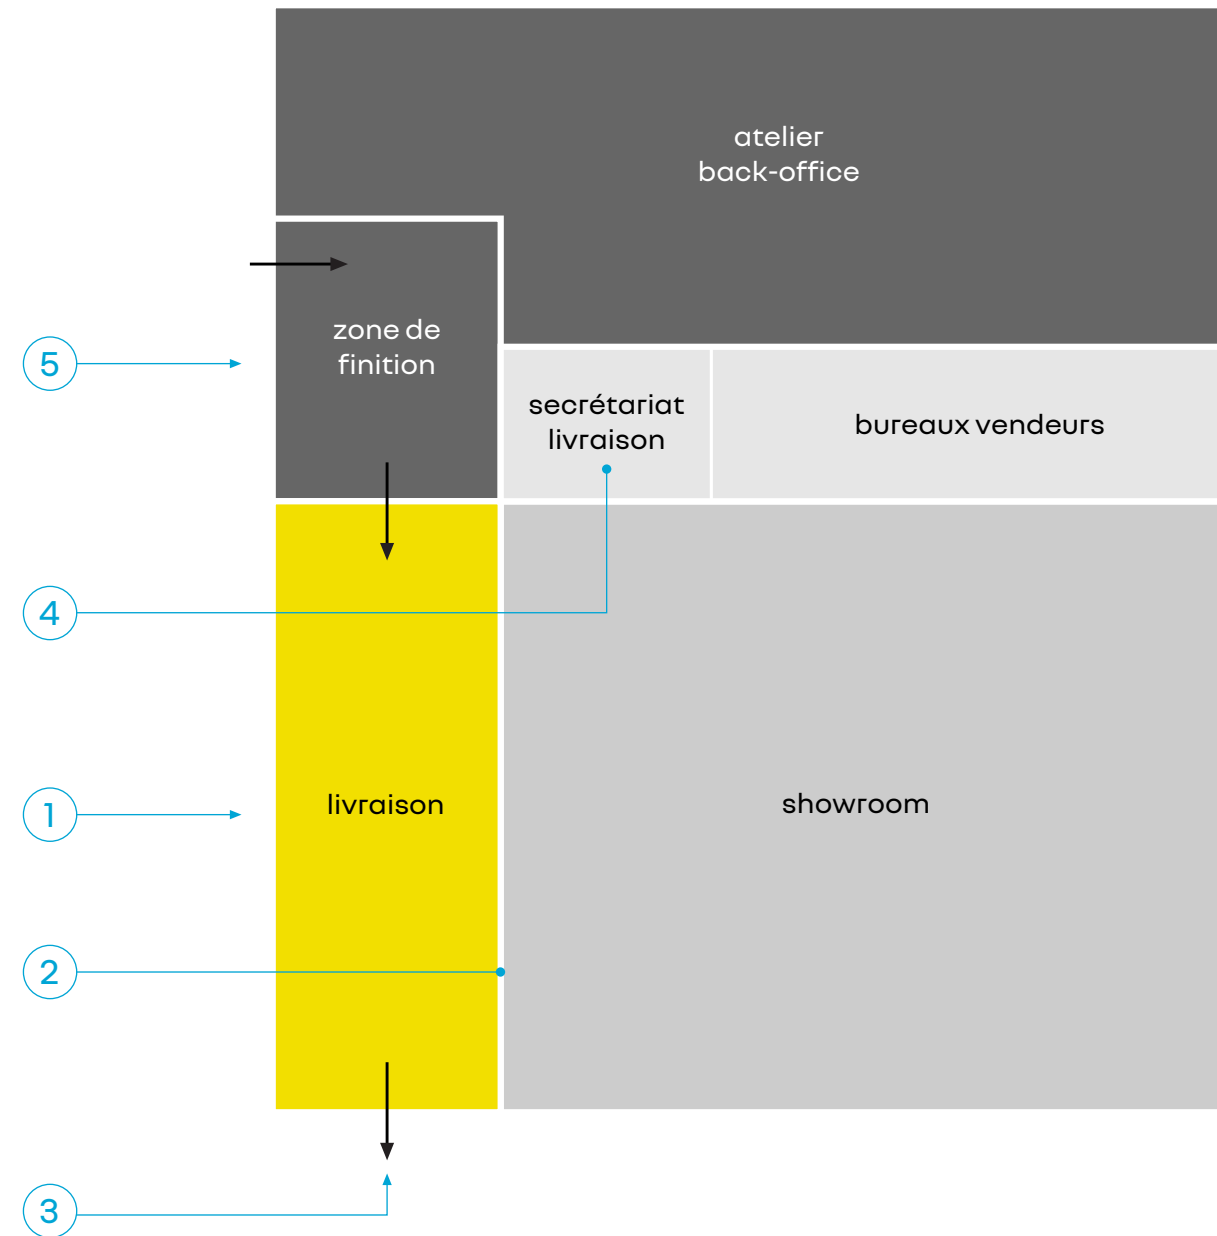 atelier
back-office
zone de
finition
5
secrétariat
livraison
bureaux vendeurs
4
1
livraison
showroom
2
3